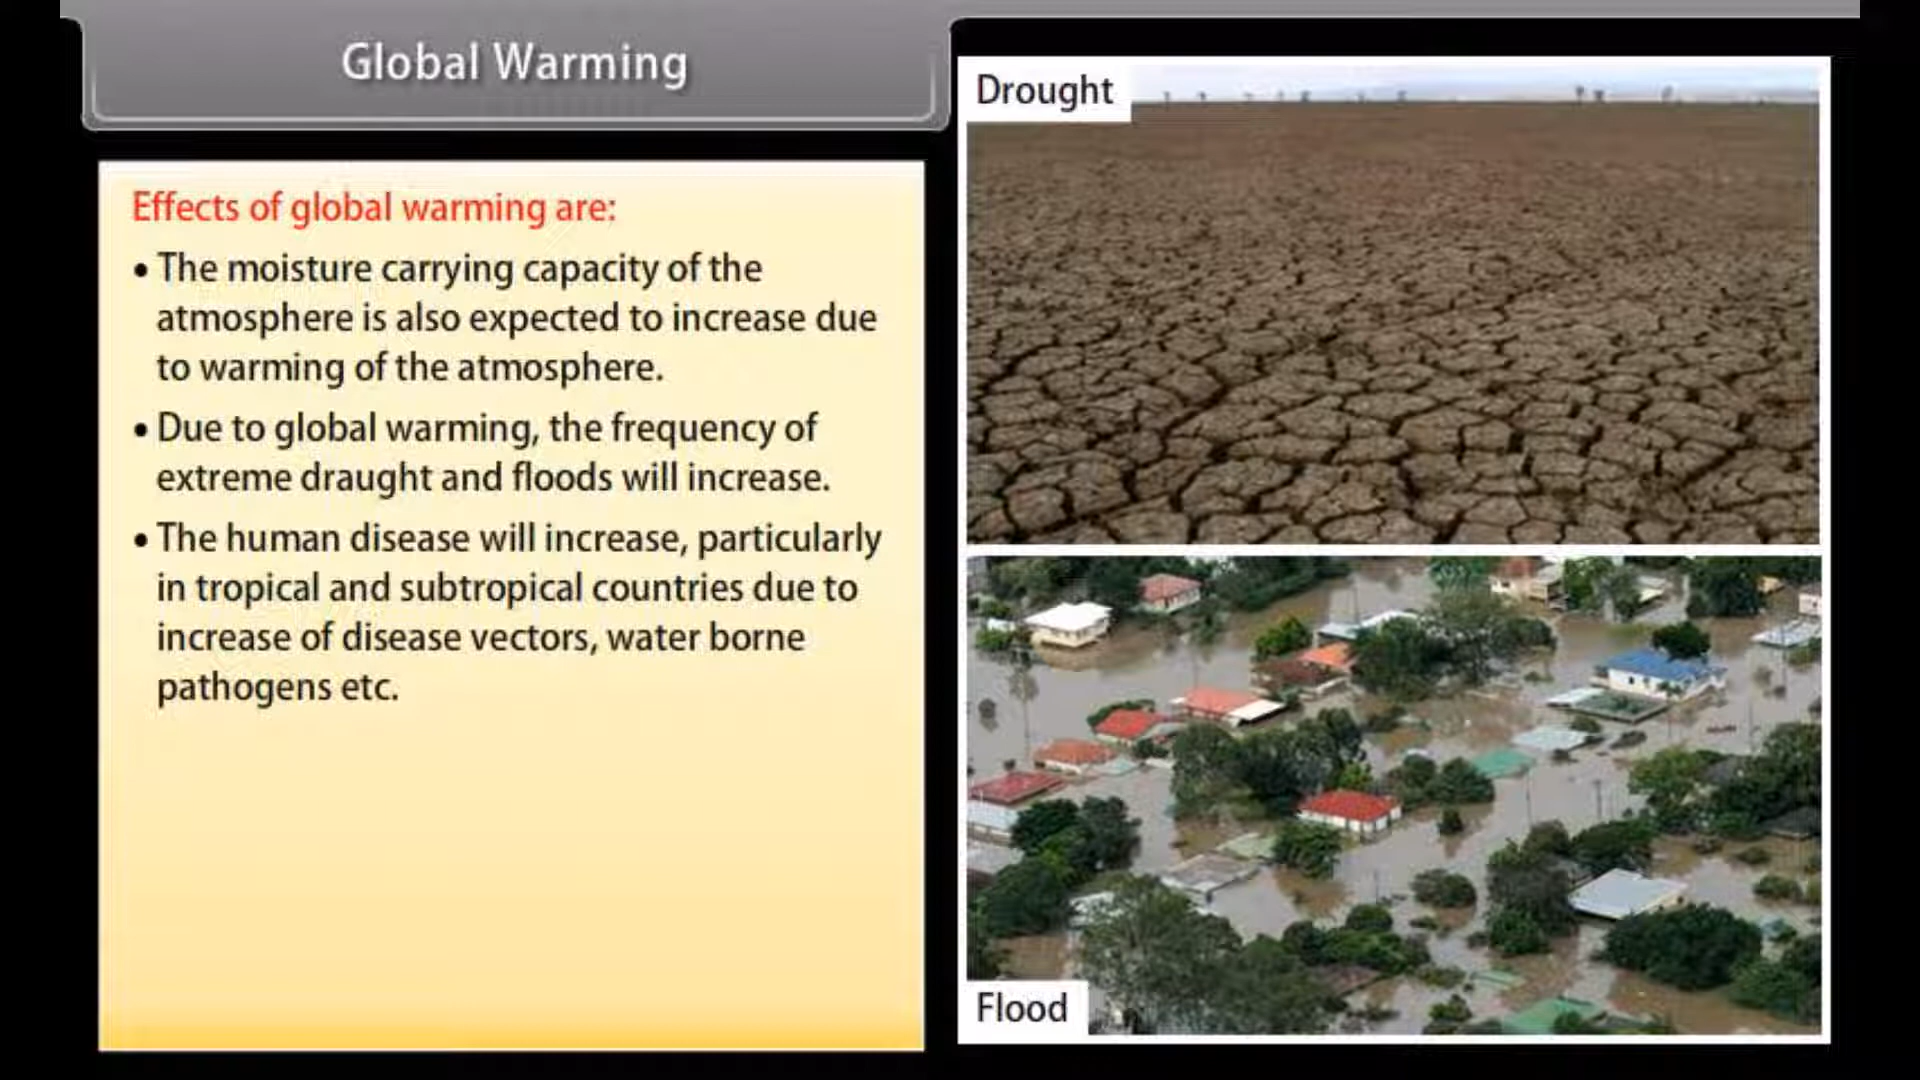 Global Warming
Drought
Effects of global warming are:
• The moisture carrying capacity of the
atmosphere is also expected to increase due
to warming of the atmosphere.
• Due to global warming, the frequency of
extreme draught and floods will increase.
• The human disease will increase, particularly
in tropical and subtropical countries due to
increase of disease vectors, water borne
pathogens etc.
Flood